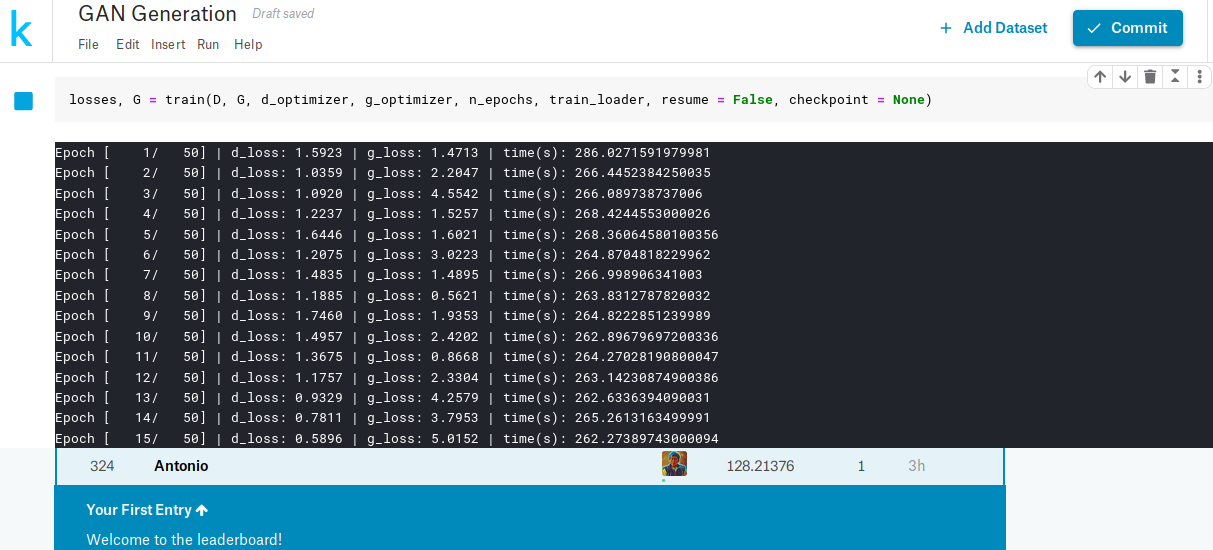 k
GAN Generation Draft saved
File Edit Insert Run Help
+ Add Dataset
Commit
losses, G = train(D, G, d_optimizer, g_optimizer, n_epochs, train_loader, resume = False, checkpoint = None)
Epoch [    1/   50] | d_loss: 1.5923 | g_loss: 1.4713 | time(s): 286.0271591979981
Epoch [    2/   50] | d_loss: 1.0359 | g_loss: 2.2047 | time(s): 266.4452384250035
Epoch [    3/   50] | d_loss: 1.0920 | g_loss: 4.5542 | time(s): 266.089738737006
Epoch [    4/   50] | d_loss: 1.2237 | g_loss: 1.5257 | time(s): 268.4244553000026
Epoch [    5/   50] | d_loss: 1.6446 | g_loss: 1.6021 | time(s): 268.36064580100356
Epoch [    6/   50] | d_loss: 1.2075 | g_loss: 3.0223 | time(s): 264.8704818229962
Epoch [    7/   50] | d_loss: 1.4835 | g_loss: 1.4895 | time(s): 266.998906341003
Epoch [    8/   50] | d_loss: 1.1885 | g_loss: 0.5621 | time(s): 263.8312787820032
Epoch [    9/   50] | d_loss: 1.7460 | g_loss: 1.9353 | time(s): 264.8222851239989
Epoch [   10/   50] | d_loss: 1.4957 | g_loss: 2.4202 | time(s): 262.89679697200336
Epoch [   11/   50] | d_loss: 1.3675 | g_loss: 0.8668 | time(s): 264.27028190800047
Epoch [   12/   50] | d_loss: 1.1757 | g_loss: 2.3304 | time(s): 263.14230874900386
Epoch [   13/   50] | d_loss: 0.9329 | g_loss: 4.2579 | time(s): 262.6336394090031
Epoch [   14/   50] | d_loss: 0.7811 | g_loss: 3.7953 | time(s): 265.2613163499991
Epoch [   15/   50] | d_loss: 0.5896 | g_loss: 5.0152 | time(s): 262.27389743000094
324 Antonio 128.21376 1 3h
Your First Entry ↑
Welcome to the leaderboard!